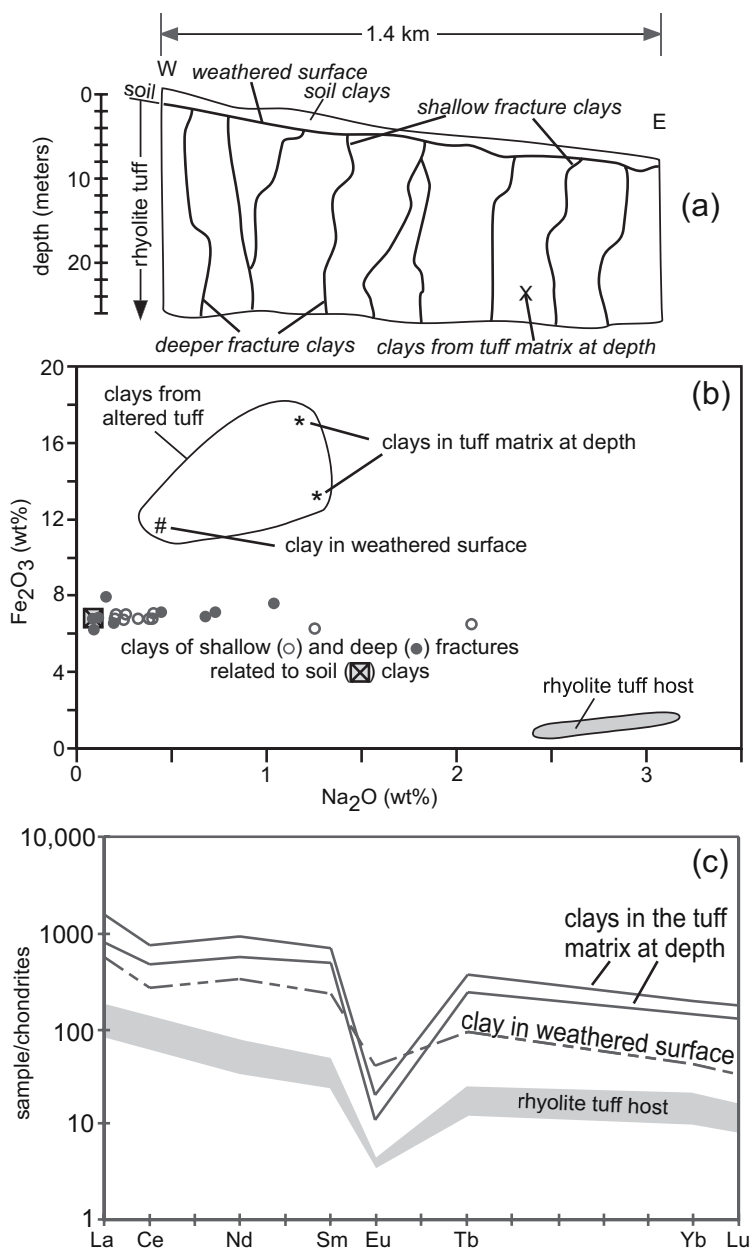 1.4 km
W
weathered surface
soil
soil clays
shallow fracture clays
E
0
10
20
depth (meters)
rhyolite tuff
(a)
X
deeper fracture clays
clays from tuff matrix at depth
20
16
12
8
4
0
Fe2O3 (wt%)
(b)
clays from
altered tuff
*
clays in tuff matrix at depth
*
#
clay in weathered surface
clays of shallow (○) and deep (●) fractures
related to soil (☒) clays
rhyolite tuff host
0
1
2
3
Na2O (wt%)
10,000
1000
100
10
1
sample/chondrites
(c)
clays in the tuff
matrix at depth
clay in weathered surface
rhyolite tuff host
La
Ce
Nd
Sm
Eu
Tb
Yb
Lu